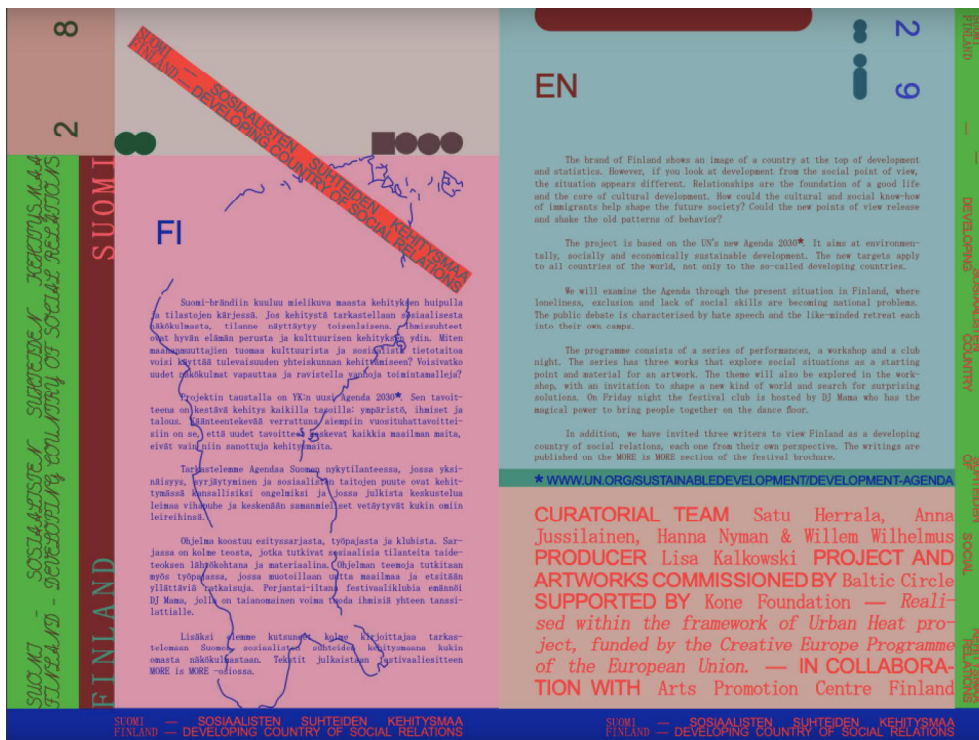 8
2
SUOMI – SOSIAALISTEN SUHTEIDEN KEHITYSMAA
FINLAND – DEVELOPING COUNTRY OF SOCIAL RELATIONS
SUOMI
FINLAND
SUOMI — SOSIAALISTEN SUHTEIDEN KEHITYSMAA
FINLAND — DEVELOPING COUNTRY OF SOCIAL RELATIONS
FI
Suomi-brändiin kuuluu mielikuva maasta kehityksen huipulla
ja tilastojen kärjessä. Jos kehitystä tarkastellaan sosiaalisesta
näkökulmasta, tilanne näyttäytyy toisenlaisena. Ihmissuhteet
ovat hyvän elämän perusta ja kulttuurisen kehityksen ydin. Miten
maahanmuuttajien tuomaa kulttuurista ja sosiaalista tietotaitoa
voisi käyttää tulevaisuuden yhteiskunnan kehittämiseen? Voisivatko
uudet näkökulmat vapauttaa ja ravistella vanhoja toimintamalleja?
Projektin taustalla on YK:n uusi Agenda 2030*. Sen tavoit-
teena on kestävä kehitys kaikilla tasoilla: ympäristö, ihmiset ja
talous. Käänteentekevää verrattuna aiempiin vuosituhattavoittei-
siin on se, että uudet tavoitteet koskevat kaikkia maailman maita,
eivät vain niin sanottuja kehitysmaita.
Tarkastelemme Agendaa Suomen nykytilanteessa, jossa yksi-
näisyys, syrjäytyminen ja sosiaalisten taitojen puute ovat kehit-
tymässä kansallisiksi ongelmiksi ja jossa julkista keskustelua
leimaa vihapuhe ja keskenään samanmieliset vetäytyvät kukin omiin
leireihinsä.
Ohjelma koostuu esityssarjasta, työpajasta ja klubista. Sar-
jassa on kolme teosta, jotka tutkivat sosiaalisia tilanteita taide-
teoksen lähtökohtana ja materiaalina. Ohjelman teemoja tutkitaan
myös työpajassa, jossa muotoillaan uutta maailmaa ja etsitään
yllättäviä ratkaisuja. Perjantai-iltana festivaaliklubia emännöi
DJ Mama, jolla on taianomainen voima tuoda ihmisiä yhteen tanssi-
lattialle.
Lisäksi olemme kutsuneet kolme kirjoittajaa tarkas-
telemaan Suomea sosiaalisten suhteiden kehitysmaana kukin
omasta näkökulmastaan. Tekstit julkaistaan festivaaliesitteen
MORE is MORE -osiossa.
SUOMI — SOSIAALISTEN SUHTEIDEN KEHITYSMAA
FINLAND — DEVELOPING COUNTRY OF SOCIAL RELATIONS
2
9
EN
The brand of Finland shows an image of a country at the top of development
and statistics. However, if you look at development from the social point of view,
the situation appears different. Relationships are the foundation of a good life
and the core of cultural development. How could the cultural and social know-how
of immigrants help shape the future society? Could the new points of view release
and shake the old patterns of behavior?
The project is based on the UN's new Agenda 2030*. It aims at environmen-
tally, socially and economically sustainable development. The new targets apply
to all countries of the world, not only to the so-called developing countries.
We will examine the Agenda through the present situation in Finland, where
loneliness, exclusion and lack of social skills are becoming national problems.
The public debate is characterised by hate speech and the like-minded retreat each
into their own camps.
The programme consists of a series of performances, a workshop and a club
night. The series has three works that explore social situations as a starting
point and material for an artwork. The theme will also be explored in the work-
shop, with an invitation to shape a new kind of world and search for surprising
solutions. On Friday night the festival club is hosted by DJ Mama who has the
magical power to bring people together on the dance floor.
In addition, we have invited three writers to view Finland as a developing
country of social relations, each one from their own perspective. The writings are
published on the MORE is MORE section of the festival brochure.
* WWW.UN.ORG/SUSTAINABLEDEVELOPMENT/DEVELOPMENT-AGENDA
CURATORIAL TEAM Satu Herrala, Anna
Jussilainen, Hanna Nyman & Willem Wilhelmus
PRODUCER Lisa Kalkowski PROJECT AND
ARTWORKS COMMISSIONED BY Baltic Circle
SUPPORTED BY Kone Foundation — Reali-
sed within the framework of Urban Heat pro-
ject, funded by the Creative Europe Programme
of the European Union. — IN COLLABORA-
TION WITH Arts Promotion Centre Finland
SUOMI — SOSIAALISTEN SUHTEIDEN KEHITYSMAA
FINLAND — DEVELOPING COUNTRY OF SOCIAL RELATIONS
SUOMI
FINLAND — DEVELOPING COUNTRY OF SOCIAL RELATIONS